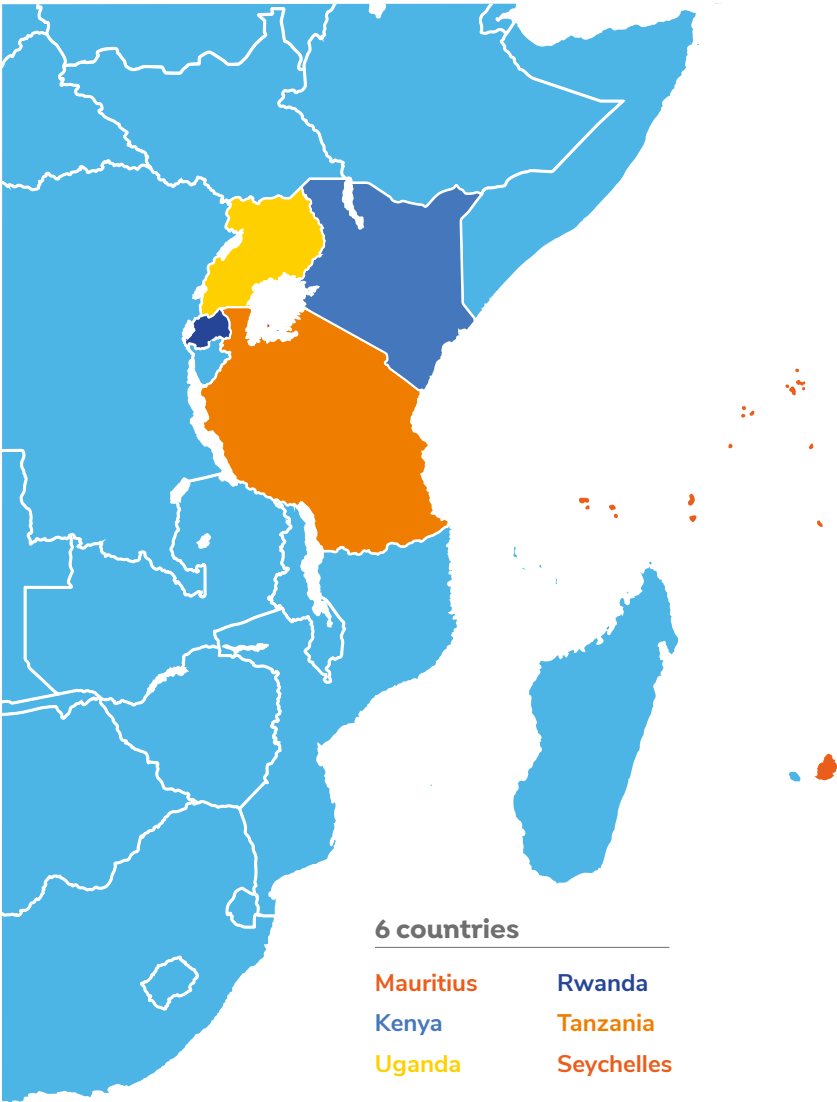 6 countries
Mauritius
Rwanda
Kenya
Tanzania
Uganda
Seychelles